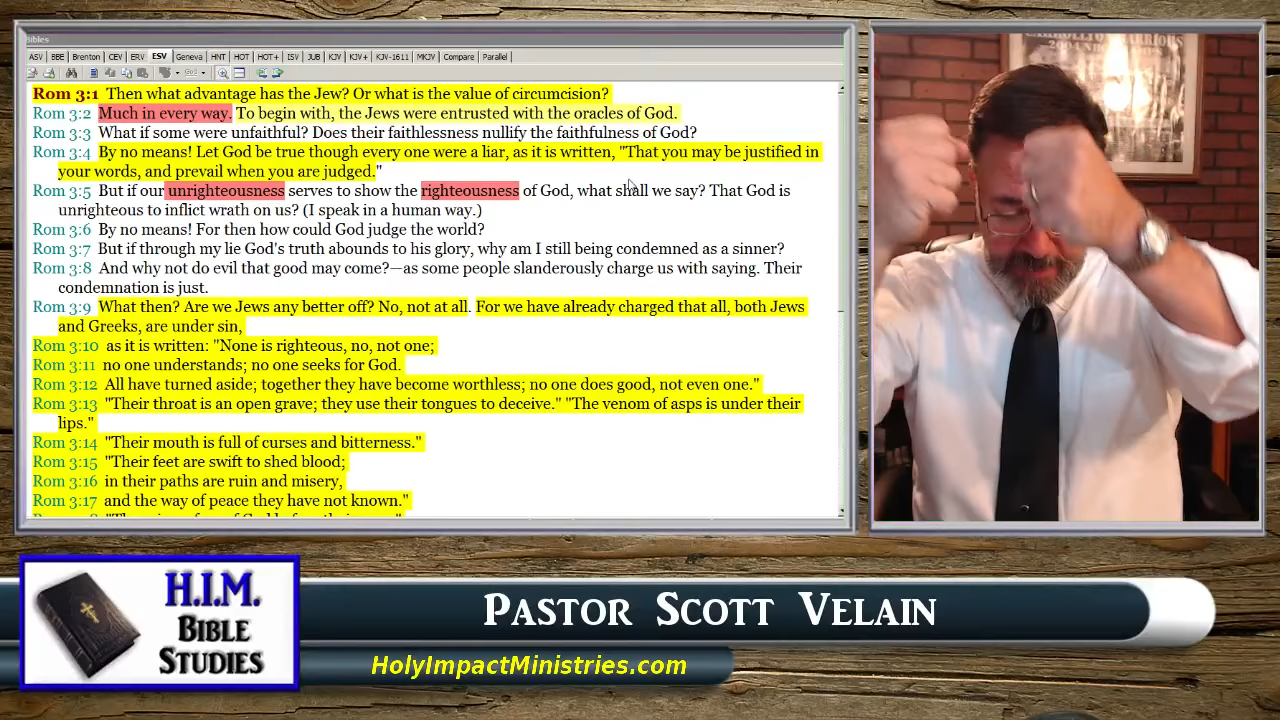 Bibles
ASV BBE Brenton CEV ERV ESV Geneva HNT HOT HOT+ ISV JUB KJV KJV+ KJV-1611 MKJV Compare Parallel
Rom 3:1 Then what advantage has the Jew? Or what is the value of circumcision?
Rom 3:2 Much in every way. To begin with, the Jews were entrusted with the oracles of God.
Rom 3:3 What if some were unfaithful? Does their faithlessness nullify the faithfulness of God?
Rom 3:4 By no means! Let God be true though every one were a liar, as it is written, "That you may be justified in
your words, and prevail when you are judged."
Rom 3:5 But if our unrighteousness serves to show the righteousness of God, what shall we say? That God is
unrighteous to inflict wrath on us? (I speak in a human way.)
Rom 3:6 By no means! For then how could God judge the world?
Rom 3:7 But if through my lie God's truth abounds to his glory, why am I still being condemned as a sinner?
Rom 3:8 And why not do evil that good may come?—as some people slanderously charge us with saying. Their
condemnation is just.
Rom 3:9 What then? Are we Jews any better off? No, not at all. For we have already charged that all, both Jews
and Greeks, are under sin,
Rom 3:10 as it is written: "None is righteous, no, not one;
Rom 3:11 no one understands; no one seeks for God.
Rom 3:12 All have turned aside; together they have become worthless; no one does good, not even one."
Rom 3:13 "Their throat is an open grave; they use their tongues to deceive." "The venom of asps is under their
lips."
Rom 3:14 "Their mouth is full of curses and bitterness."
Rom 3:15 "Their feet are swift to shed blood;
Rom 3:16 in their paths are ruin and misery,
Rom 3:17 and the way of peace they have not known."
H.I.M.
BIBLE
STUDIES
PASTOR SCOTT VELAIN
HolyImpactMinistries.com